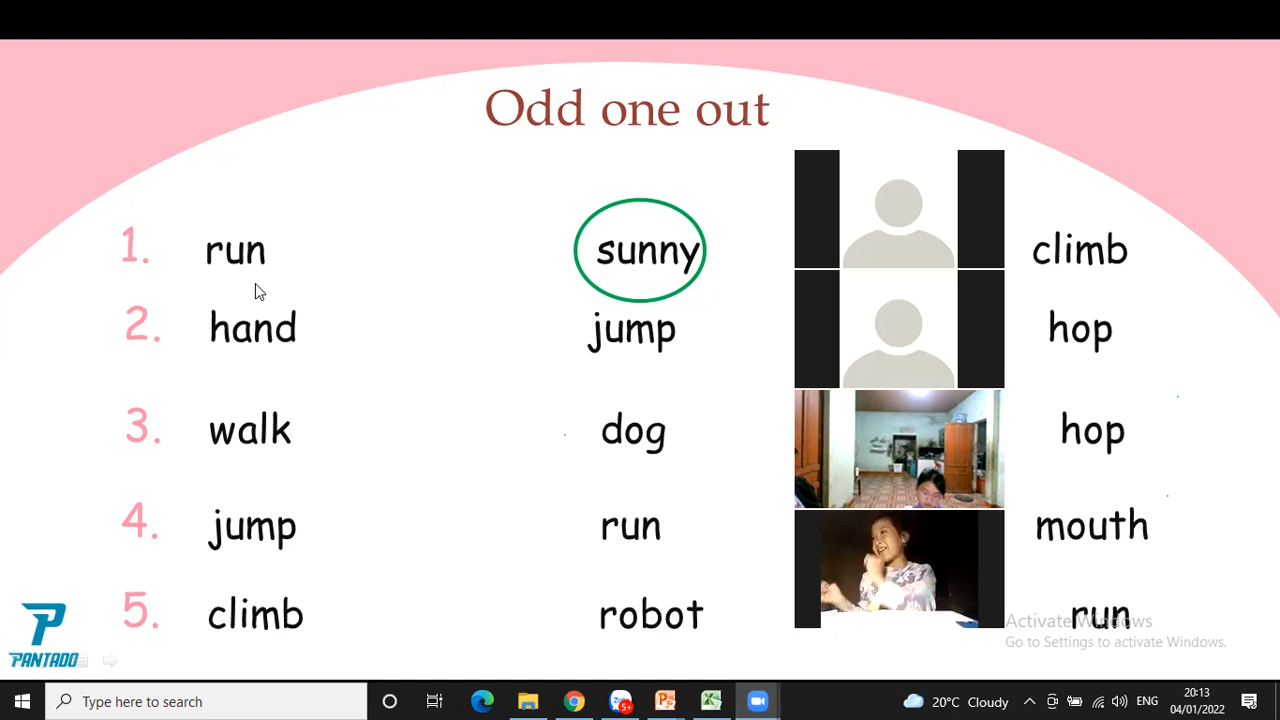 Odd one out
1. run sunny climb
2. hand jump hop
3. walk dog hop
4. jump run mouth
5. climb robot run
Activate Windows
Go to Settings to activate Windows.
P
PANTADO
Type here to search
5+
20°C Cloudy
ENG
20:13
04/01/2022